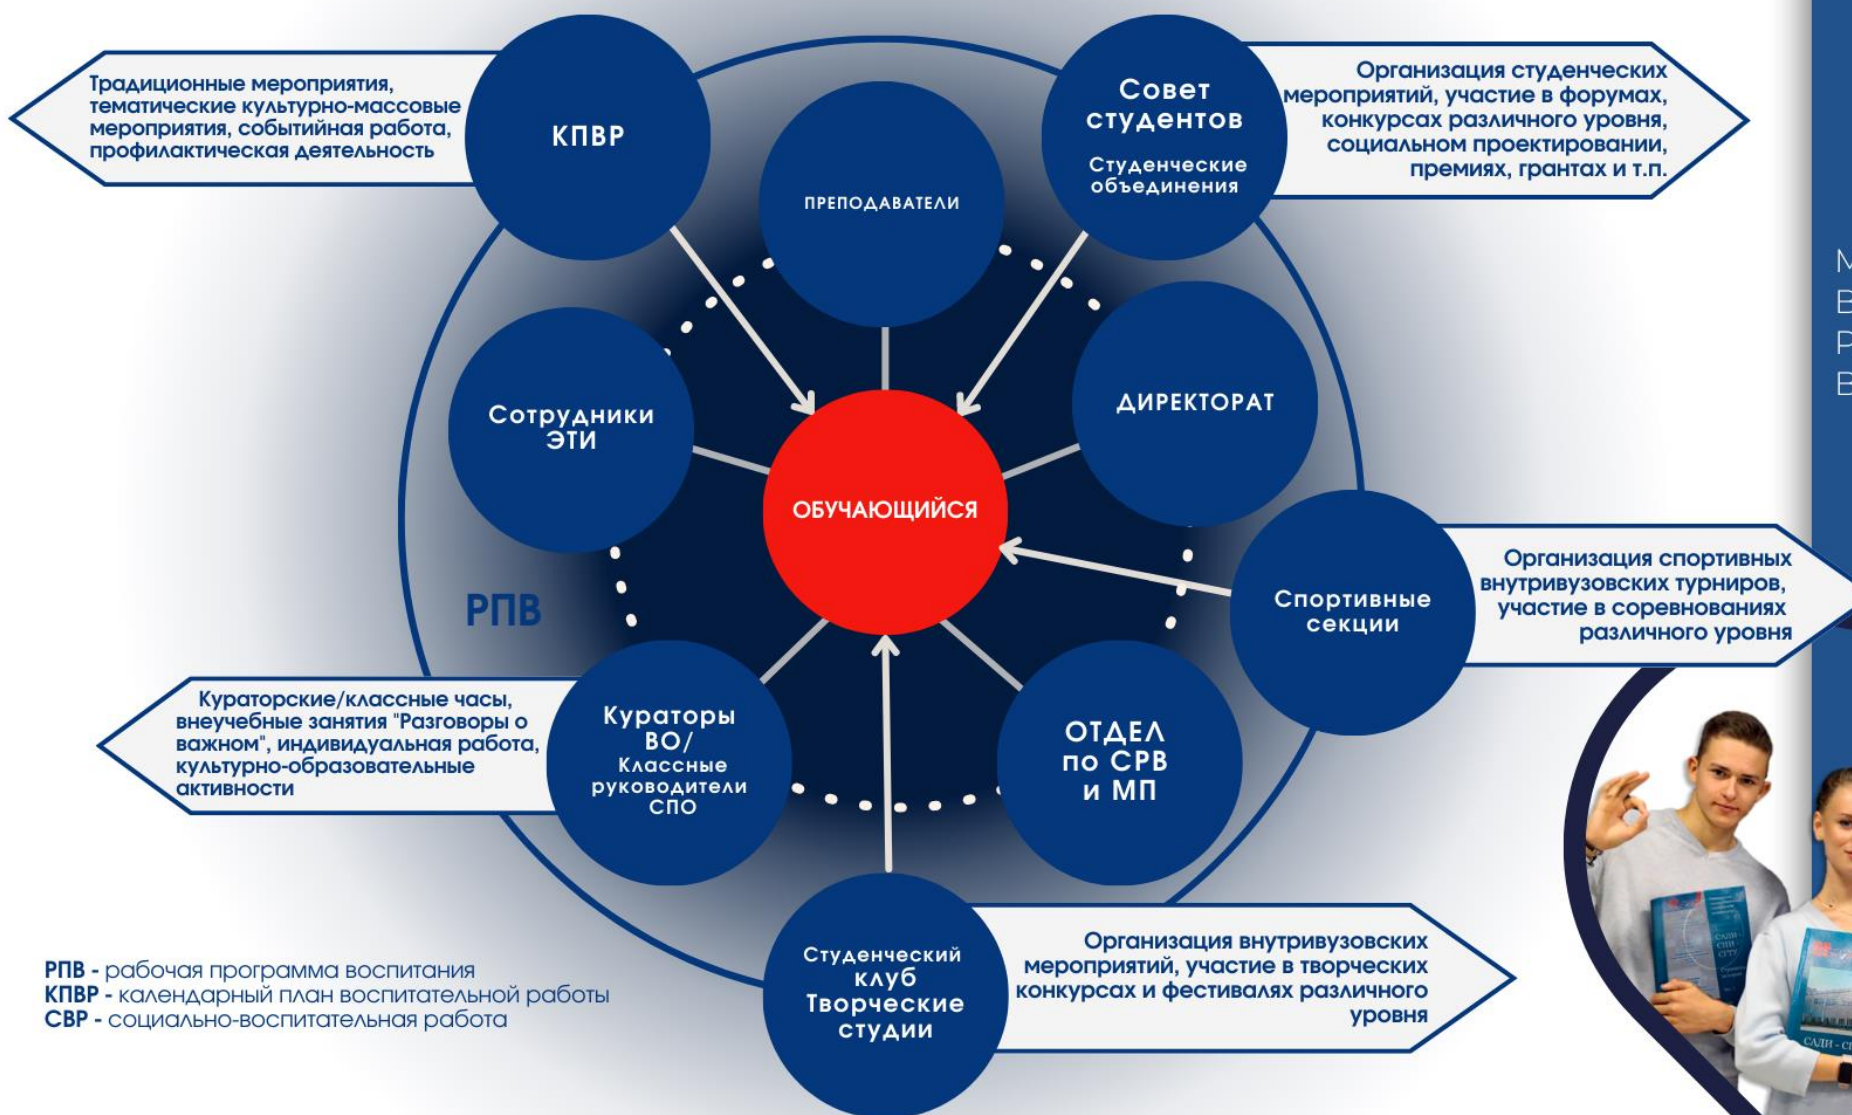 Традиционные мероприятия,
тематические культурно-массовые
мероприятия, событийная работа,
профилактическая деятельность
КПВР
ПРЕПОДАВАТЕЛИ
Совет
студентов
Студенческие
объединения
Организация студенческих
мероприятий, участие в форумах,
конкурсах различного уровня,
социальном проектировании,
премиях, грантах и т.п.
Сотрудники
ЭТИ
ДИРЕКТОРАТ
ОБУЧАЮЩИЙСЯ
РПВ
Спортивные
секции
Организация спортивных
внутривузовских турниров,
участие в соревнованиях
различного уровня
Кураторские/классные часы,
внеучебные занятия "Разговоры о
важном", индивидуальная работа,
культурно-образовательные
активности
Кураторы
ВО/
Классные
руководители
СПО
ОТДЕЛ
по СРВ
и МП
Студенческий
клуб
Творческие
студии
Организация внутривузовских
мероприятий, участие в творческих
конкурсах и фестивалях различного
уровня
РПВ - рабочая программа воспитания
КПВР - календарный план воспитательной работы
СВР - социально-воспитательная работа